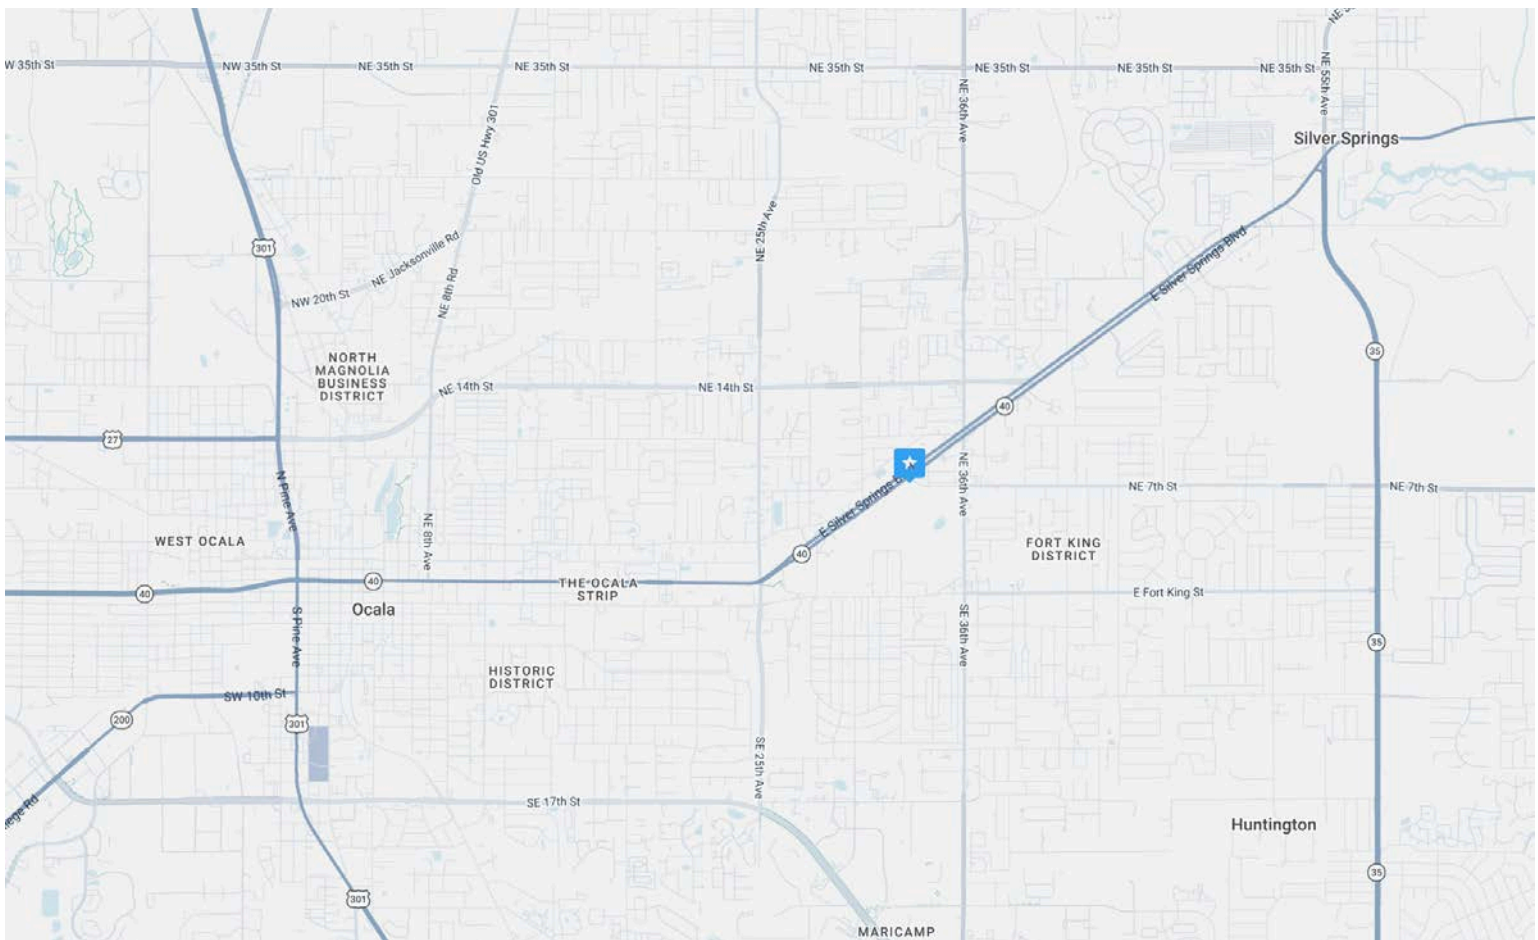 NE 55th Ave
W 35th St
NW 35th St
NE 35th St
NE 35th St
NE 35th St
NE 35th St
NE 35th St
NE 35th St
NE 36th Ave
Old US Hwy 301
Silver Springs
NE 25th Ave
301
NE Jacksonville Rd
E Silver Springs Blvd
NE 8th Rd
NW 20th St
35
NORTH
MAGNOLIA
BUSINESS
DISTRICT
NE 14th St
NE 14th St
40
27
N Pine Ave
NE 36th Ave
NE 7th St
NE 7th St
E Silver Springs
NE 8th Ave
WEST OCALA
FORT KING
DISTRICT
40
40
40
THE OCALA
STRIP
E Fort King St
Ocala
S Pine Ave
SE 36th Ave
35
HISTORIC
DISTRICT
SW 10th St
200
301
SE 25th Ave
SE 17th St
ege Rd
Huntington
35
301
MARICAMP